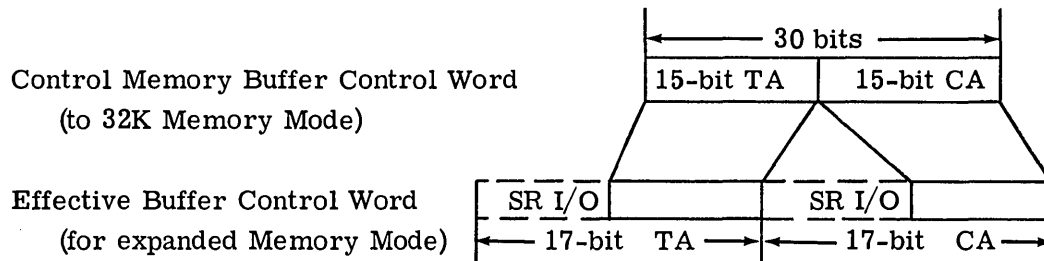 30 bits
Control Memory Buffer Control Word
15-bit TA 15-bit CA
(to 32K Memory Mode)
Effective Buffer Control Word
SR I/O SR I/O
(for expanded Memory Mode)
17-bit TA 17-bit CA